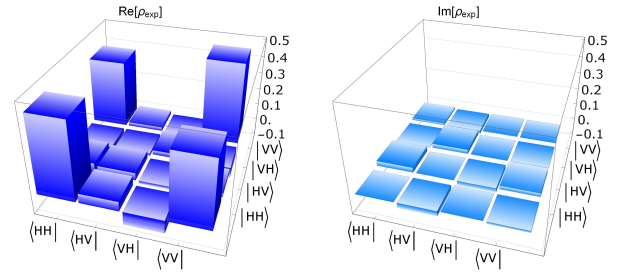 Re[ρexp]
0.5
0.4
0.3
0.2
0.1
0.
−0.1
|VV⟩
|VH⟩
|HV⟩
|HH⟩
⟨HH|
⟨HV|
⟨VH|
⟨VV|
Im[ρexp]
0.5
0.4
0.3
0.2
0.1
0.
−0.1
|VV⟩
|VH⟩
|HV⟩
|HH⟩
⟨HH|
⟨HV|
⟨VH|
⟨VV|